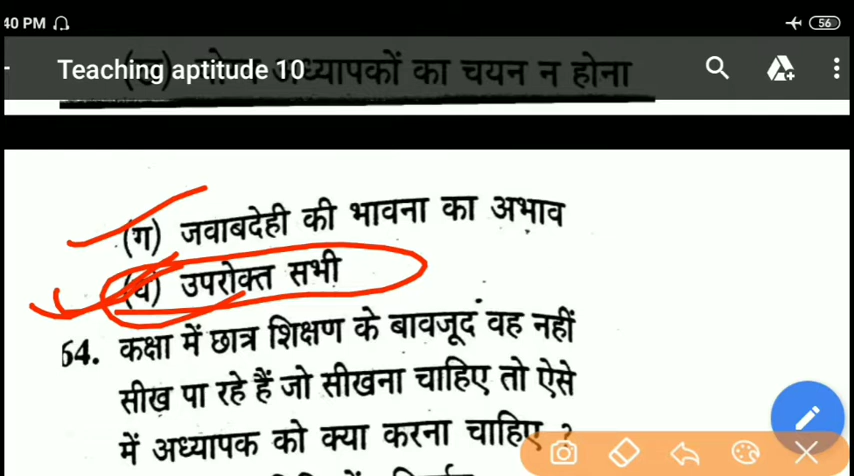 40 PM 56
Teaching aptitude 10
अध्यापकों का चयन न होना
(ग) जवाबदेही की भावना का अभाव
(घ) उपरोक्त सभी
64. कक्षा में छात्र शिक्षण के बावजूद वह नहीं
सीख पा रहे हैं जो सीखना चाहिए तो ऐसे
में अध्यापक को क्या करना चाहिए ?